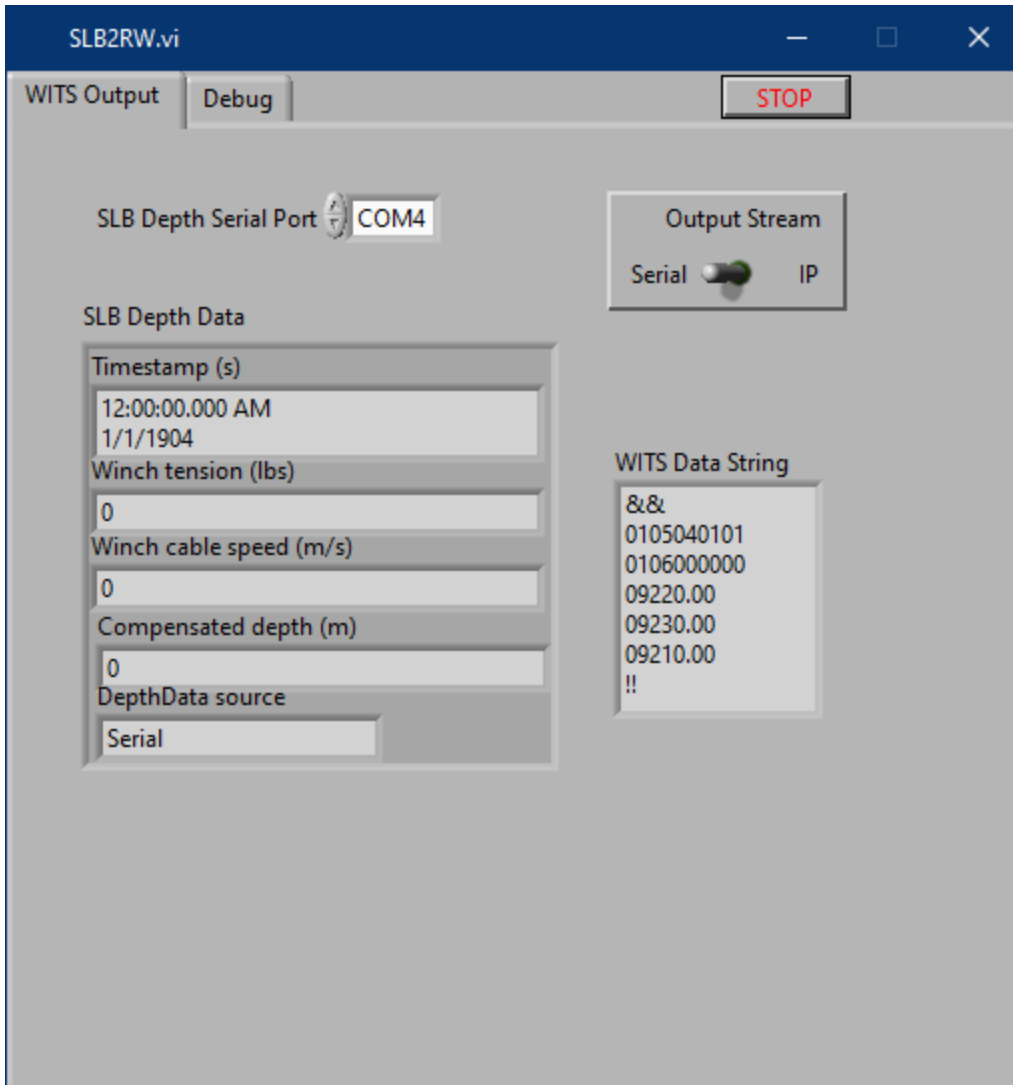 SLB2RW.vi
WITS Output
Debug
STOP
SLB Depth Serial Port COM4
Output Stream
Serial IP
SLB Depth Data
Timestamp (s)
12:00:00.000 AM
1/1/1904
Winch tension (lbs)
0
Winch cable speed (m/s)
0
Compensated depth (m)
0
DepthData source
Serial
WITS Data String
&&
0105040101
0106000000
09220.00
09230.00
09210.00
!!